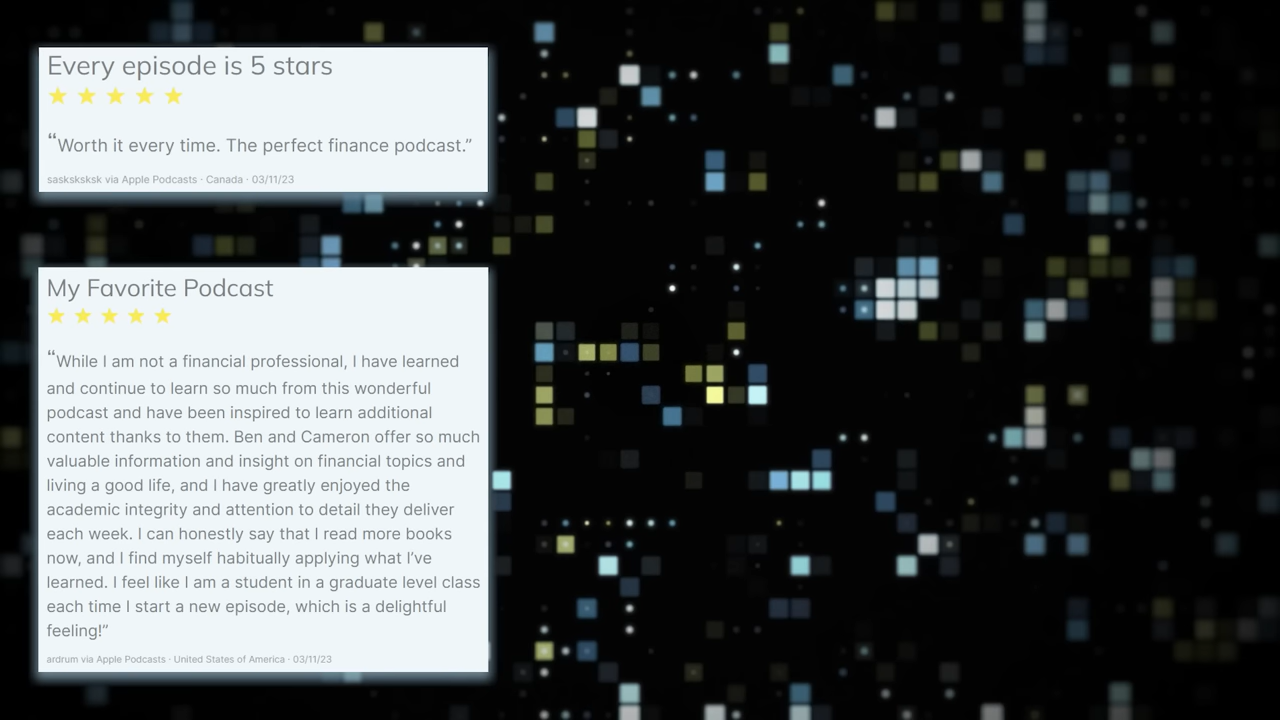 Every episode is 5 stars
“Worth it every time. The perfect finance podcast.”
sasksksksk via Apple Podcasts · Canada · 03/11/23
My Favorite Podcast
“While I am not a financial professional, I have learned
and continue to learn so much from this wonderful
podcast and have been inspired to learn additional
content thanks to them. Ben and Cameron offer so much
valuable information and insight on financial topics and
living a good life, and I have greatly enjoyed the
academic integrity and attention to detail they deliver
each week. I can honestly say that I read more books
now, and I find myself habitually applying what I’ve
learned. I feel like I am a student in a graduate level class
each time I start a new episode, which is a delightful
feeling!”
ardrum via Apple Podcasts · United States of America · 03/11/23